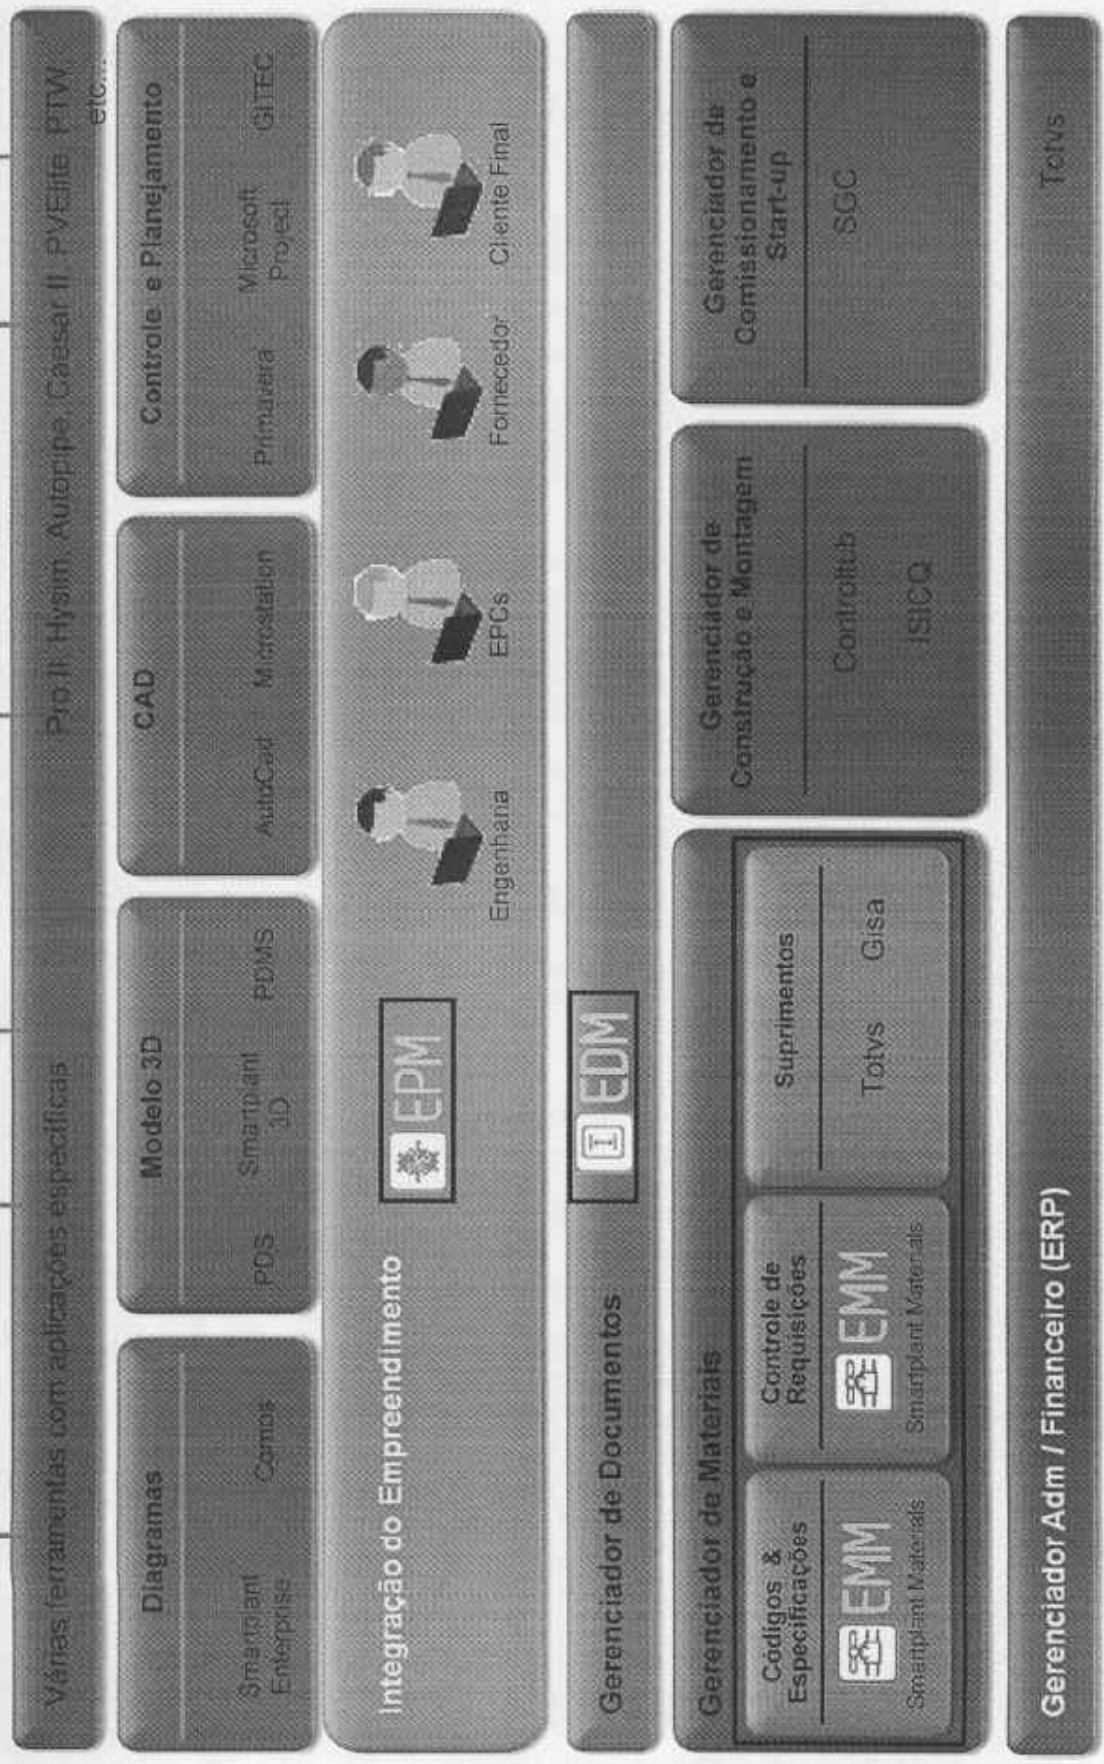 Várias ferramentas com aplicações específicas
Pro II, Hysim, Autopipe, Caesar II, PVElite, PTW,
etc...
Diagramas
Smartplant
Enterprise
Comos
Modelo 3D
PDS
Smartplant
3D
PDMS
CAD
AutoCad
Microstation
Controle e Planejamento
Primavera
Microsoft
Project
GITEC
Integração do Empreendimento
EPM
Engenharia
EPCs
Fornecedor
Cliente Final
Gerenciador de Documentos
EDM
Gerenciador de Materiais
Códigos &
Especificações
EMM
Smartplant Materials
Controle de
Requisições
EMM
Smartplant Materials
Suprimentos
Totvs
Gisa
Gerenciador de
Construção e Montagem
Controltub
ISICQ
Gerenciador de
Comissionamento e
Start-up
SGC
Gerenciador Adm / Financeiro (ERP)
Totvs